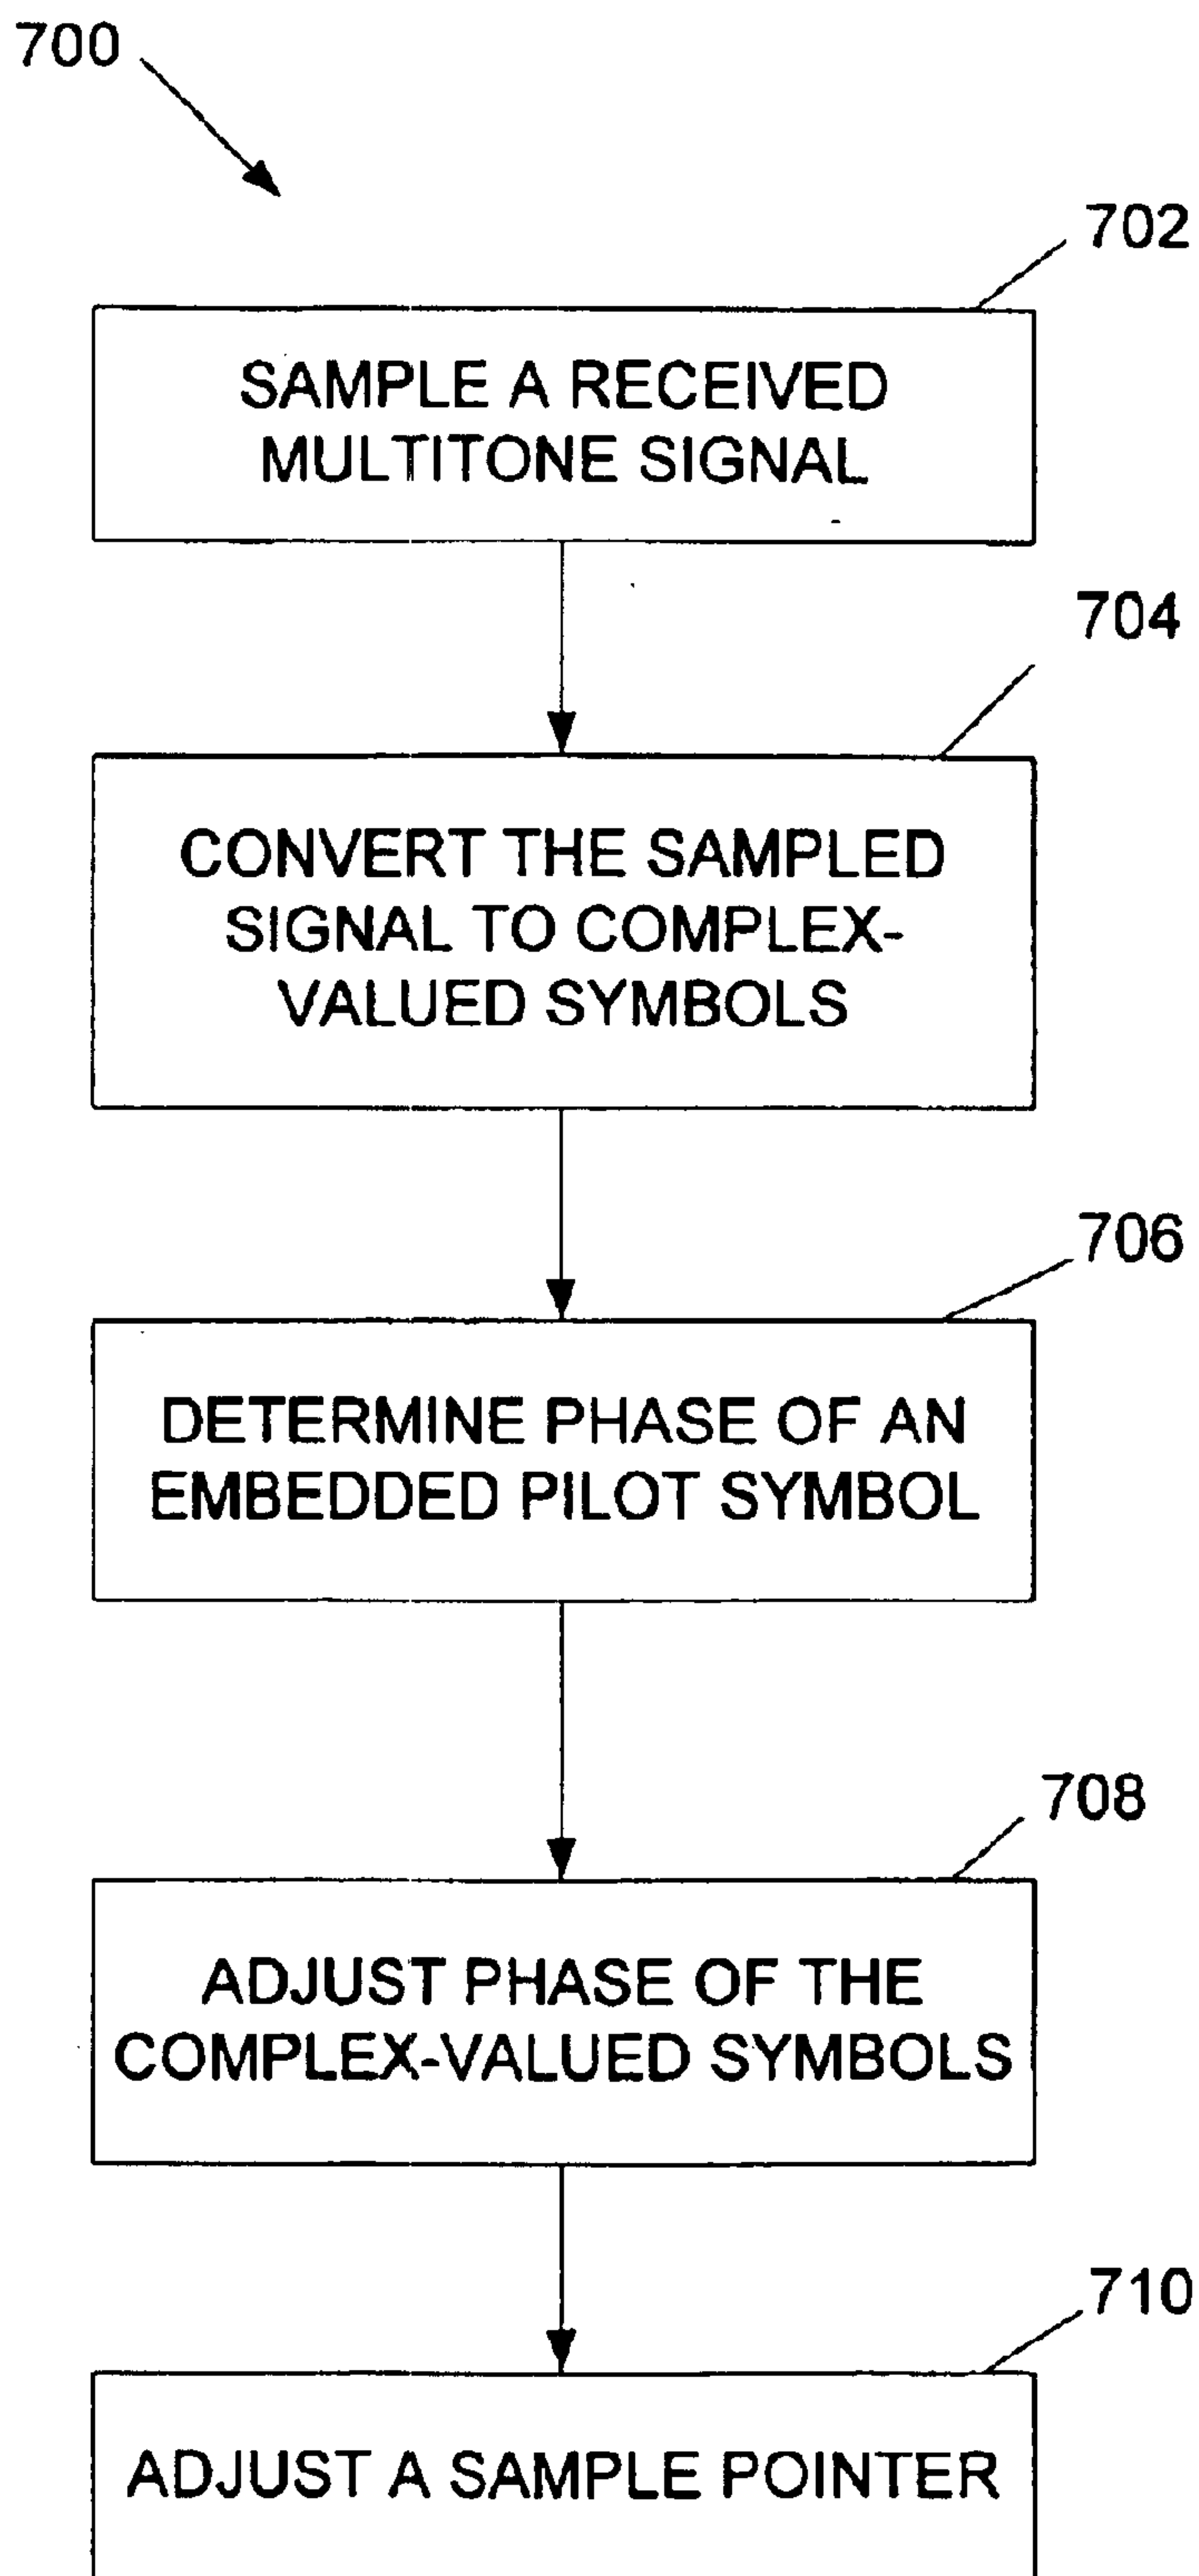 700
702
SAMPLE A RECEIVED
MULTITONE SIGNAL
704
CONVERT THE SAMPLED
SIGNAL TO COMPLEX-
VALUED SYMBOLS
706
DETERMINE PHASE OF AN
EMBEDDED PILOT SYMBOL
708
ADJUST PHASE OF THE
COMPLEX-VALUED SYMBOLS
710
ADJUST A SAMPLE POINTER